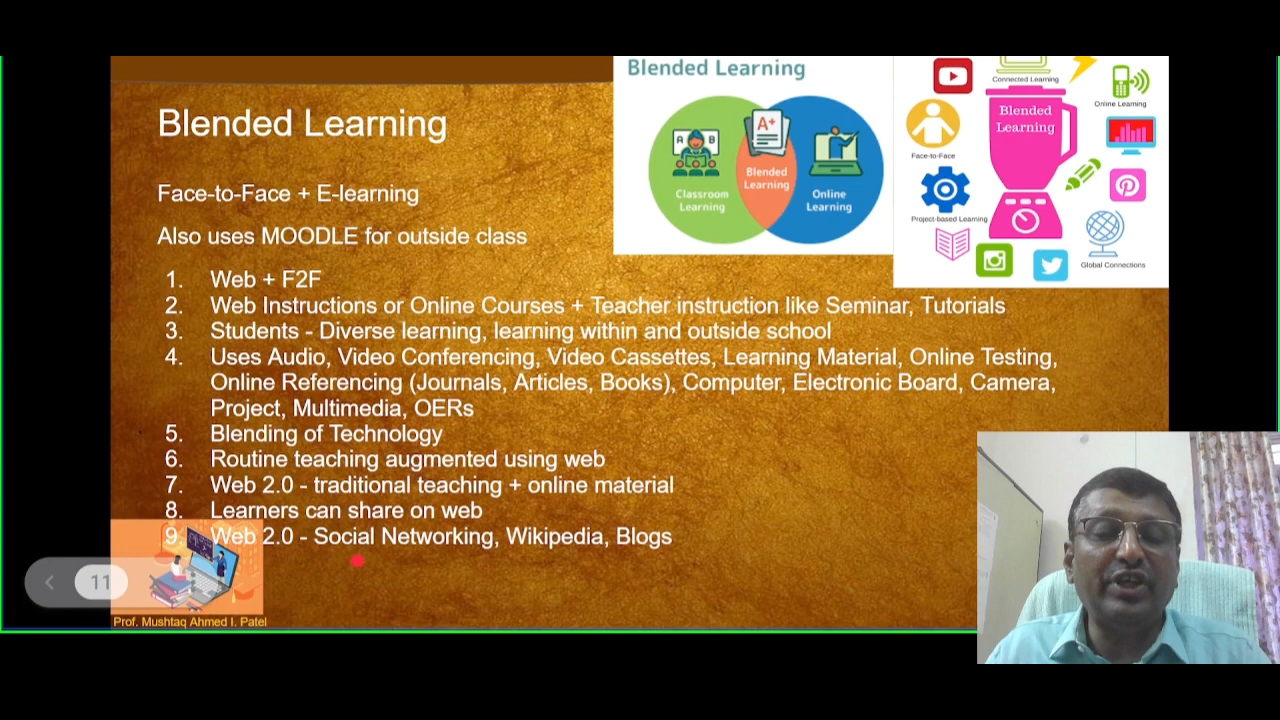 Blended Learning
Face-to-Face + E-learning
Also uses MOODLE for outside class
1. Web + F2F
2. Web Instructions or Online Courses + Teacher instruction like Seminar, Tutorials
3. Students - Diverse learning, learning within and outside school
4. Uses Audio, Video Conferencing, Video Cassettes, Learning Material, Online Testing,
Online Referencing (Journals, Articles, Books), Computer, Electronic Board, Camera,
Project, Multimedia, OERs
5. Blending of Technology
6. Routine teaching augmented using web
7. Web 2.0 - traditional teaching + online material
8. Learners can share on web
9. Web 2.0 - Social Networking, Wikipedia, Blogs
11
Prof. Mushtaq Ahmed I. Patel
Blended Learning
A B
A+
Classroom
Learning
Blended
Learning
Online
Learning
Connected Learning
Online Learning
Blended
Learning
Face-to-Face
Project-based Learning
Global Connections